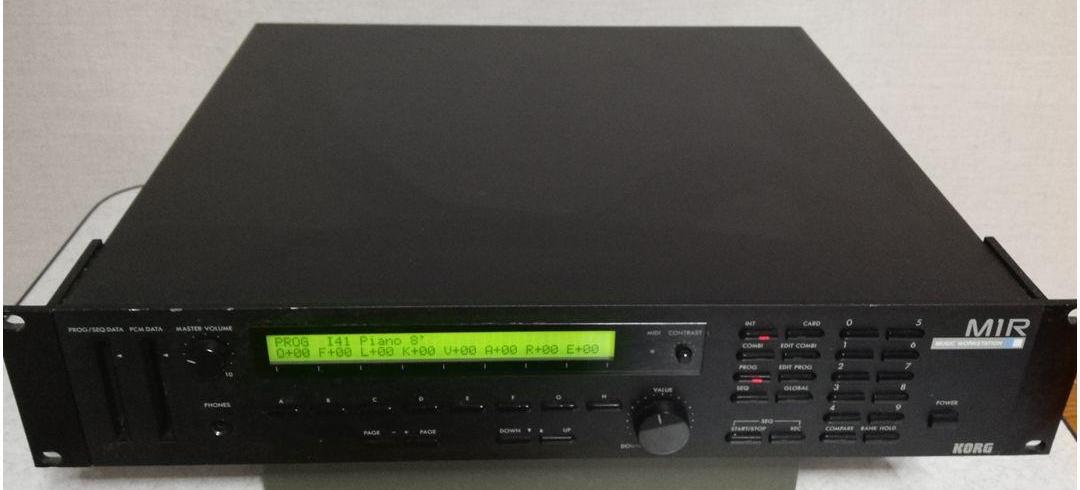 PROG/SEQ DATA PCM DATA MASTER VOLUME
10
PHONES
PROG I41 Piano 8'
O+00 F+00 L+00 K+00 V+00 A+00 R+00 E+00
A B C D E F G H
PAGE - + PAGE
DOWN ▼ ▲ UP
MIDI CONTRAST
VALUE
INT CARD
COMBI EDIT COMBI
PROG EDIT PROG
SEQ GLOBAL
SEQ
START/STOP REC
0 5
1 6
2 7
3 8
4 9
COMPARE BANK HOLD
M1R
MUSIC WORKSTATION
POWER
KORG